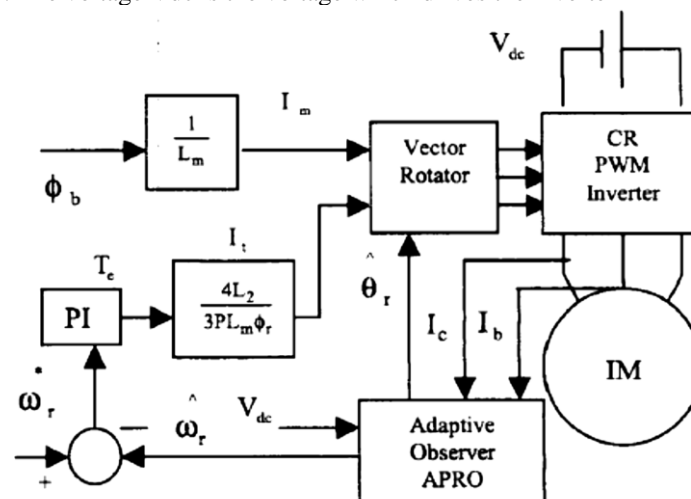 V_dc
I_m
1
L_m
Vector
Rotator
CR
PWM
Inverter
ϕ_b
I_t
T_e
4L_2
3PL_mϕ_r
PI
θ̂_r
I_c
I_b
IM
ω*_r
−
ω̂_r
V_dc
Adaptive
Observer
APRO
+